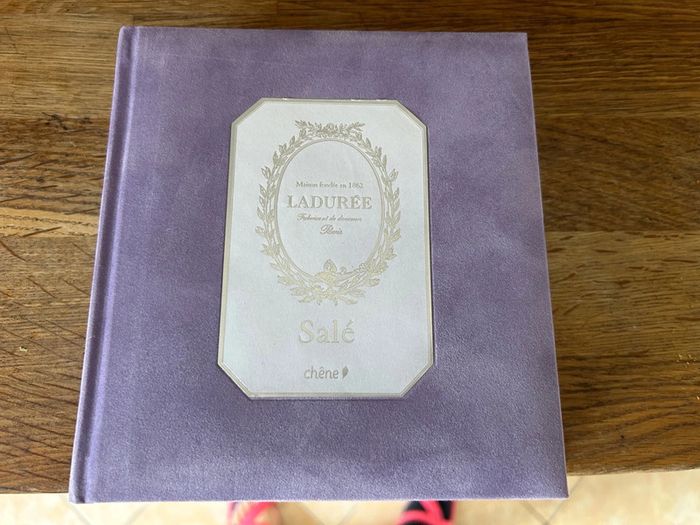 Maison fondée en 1862
LADURÉE
Fabricant de douceurs
Paris
Salé
chêne